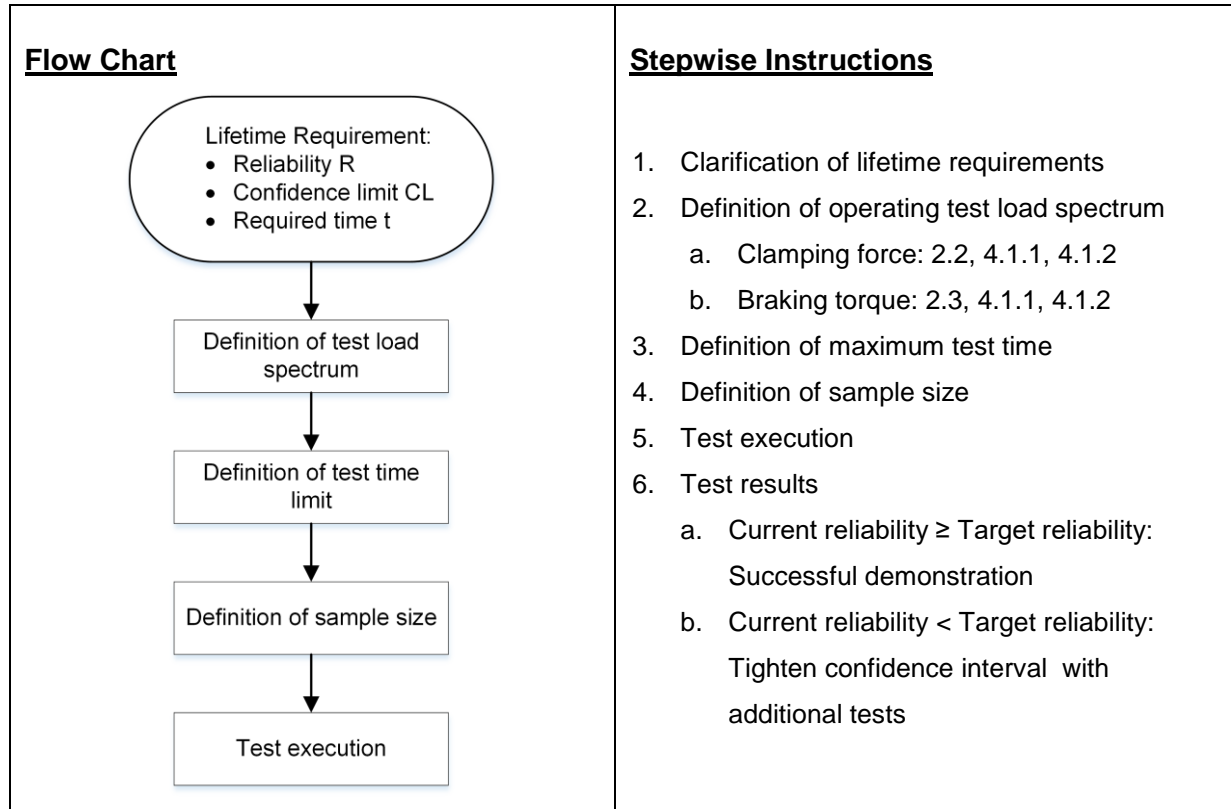 Flow Chart
Lifetime Requirement:
• Reliability R
• Confidence limit CL
• Required time t
Definition of test load
spectrum
Definition of test time
limit
Definition of sample size
Test execution
Stepwise Instructions
1. Clarification of lifetime requirements
2. Definition of operating test load spectrum
a. Clamping force: 2.2, 4.1.1, 4.1.2
b. Braking torque: 2.3, 4.1.1, 4.1.2
3. Definition of maximum test time
4. Definition of sample size
5. Test execution
6. Test results
a. Current reliability ≥ Target reliability:
Successful demonstration
b. Current reliability < Target reliability:
Tighten confidence interval with
additional tests